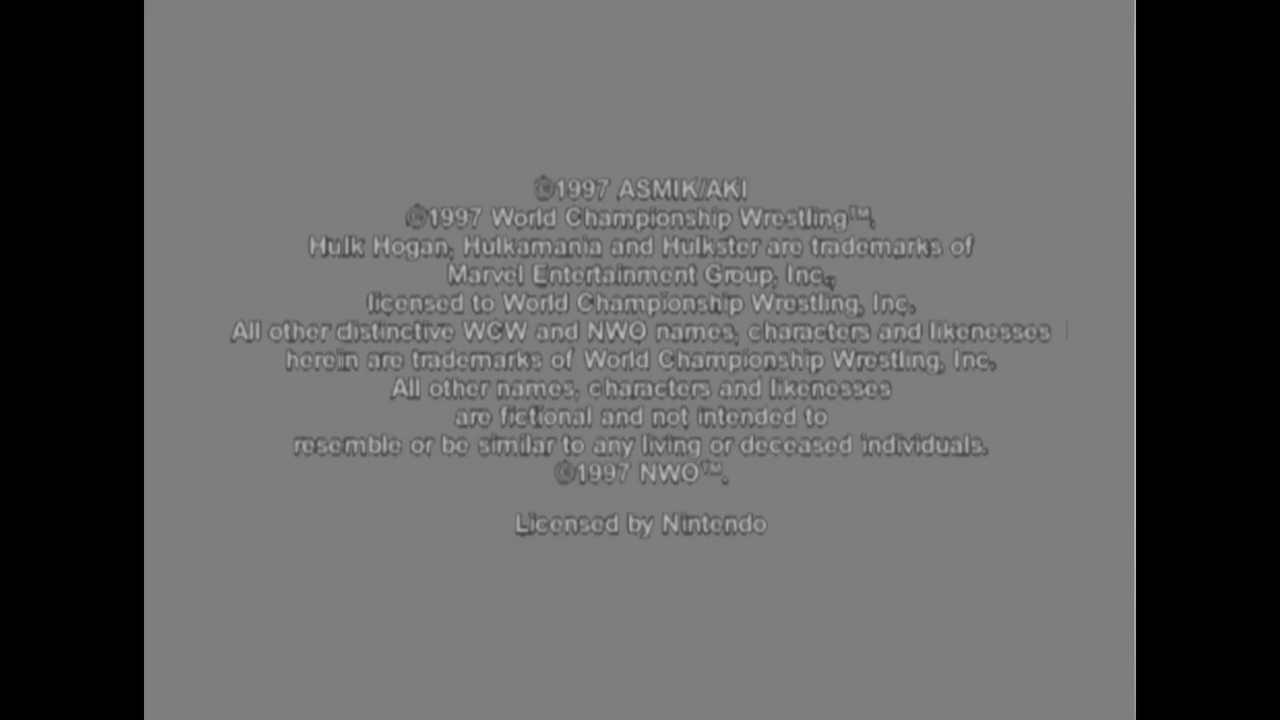 ©1997 ASMIK/AKI
©1997 World Championship Wrestling™.
Hulk Hogan, Hulkamania and Hulkster are trademarks of
Marvel Entertainment Group, Inc.,
licensed to World Championship Wrestling, Inc.
All other distinctive WCW and NWO names, characters and likenesses
herein are trademarks of World Championship Wrestling, Inc.
All other names, characters and likenesses
are fictional and not intended to
resemble or be similar to any living or deceased individuals.
©1997 NWO™.
Licensed by Nintendo